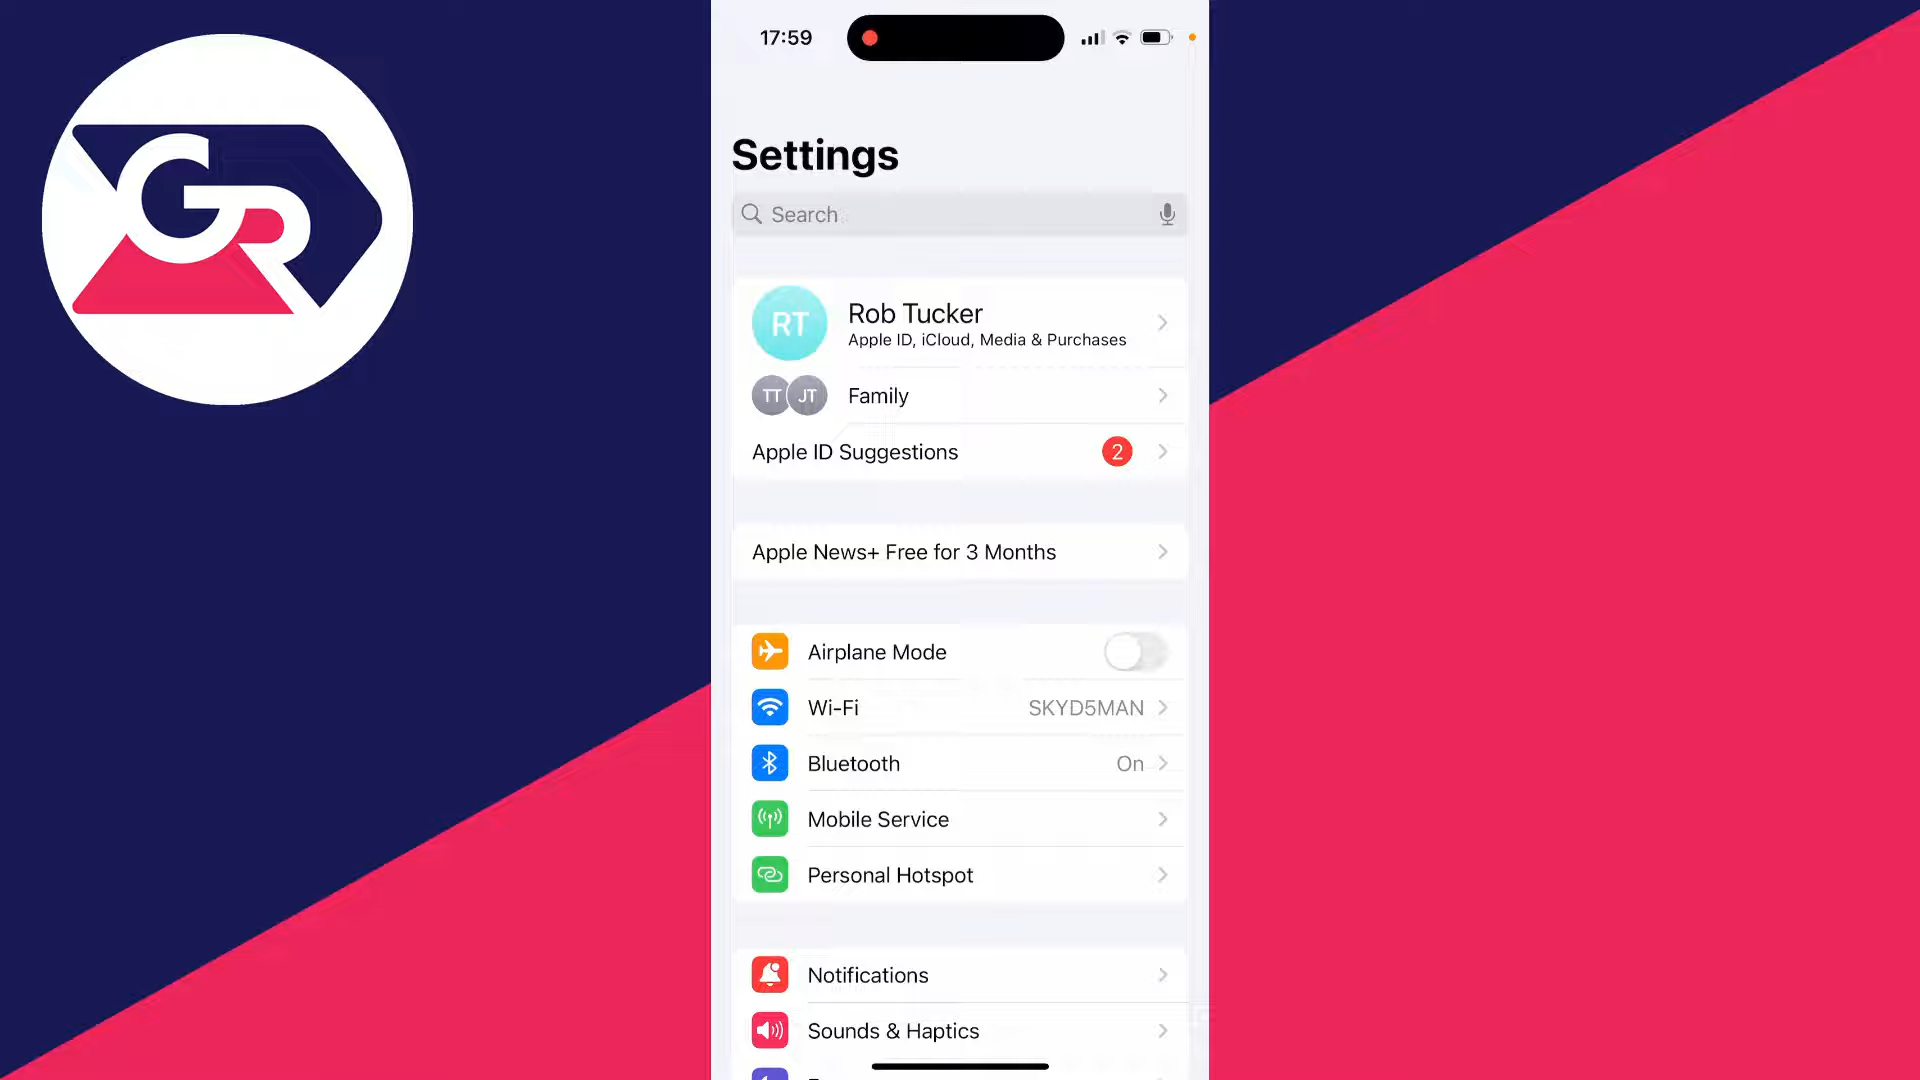 GR
17:59
Settings
Search
RT
Rob Tucker
Apple ID, iCloud, Media & Purchases
TT JT Family
Apple ID Suggestions 2
Apple News+ Free for 3 Months
Airplane Mode
Wi-Fi SKYD5MAN
Bluetooth On
Mobile Service
Personal Hotspot
Notifications
Sounds & Haptics